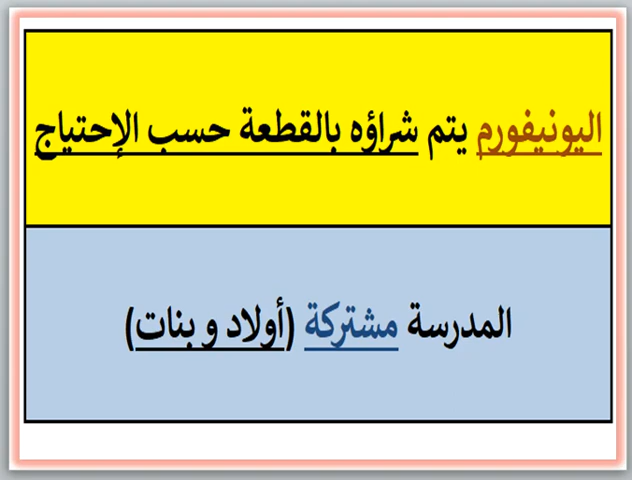 اليونيفورم يتم شراؤه بالقطعة حسب الإحتياج
المدرسة مشتركة (أولاد و بنات)